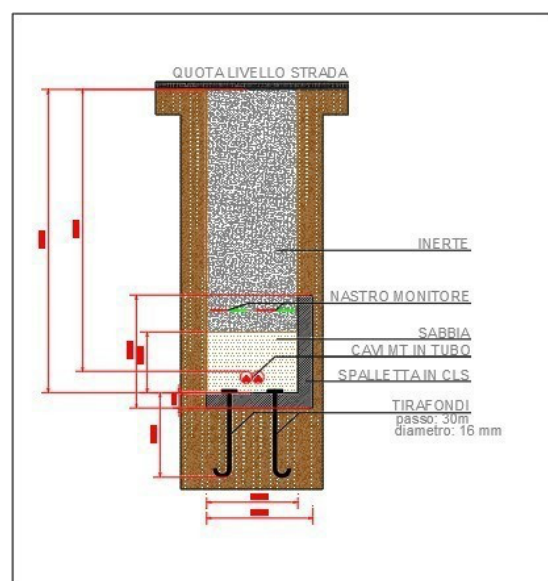 QUOTA LIVELLO STRADA
INERTE
NASTRO MONITORE
SABBIA
CAVI MT IN TUBO
SPALLETTA IN CLS
TIRAFONDI
passo: 30m
diametro: 16 mm